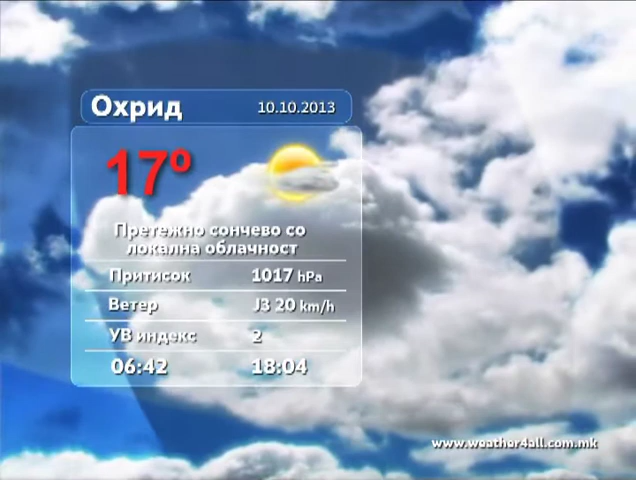 Охрид 10.10.2013
17º
Претежно сончево со
локална облачност
Притисок 1017 hPa
Ветер ЈЗ 20 km/h
УВ индекс 2
06:42 18:04
www.weather4all.com.mk